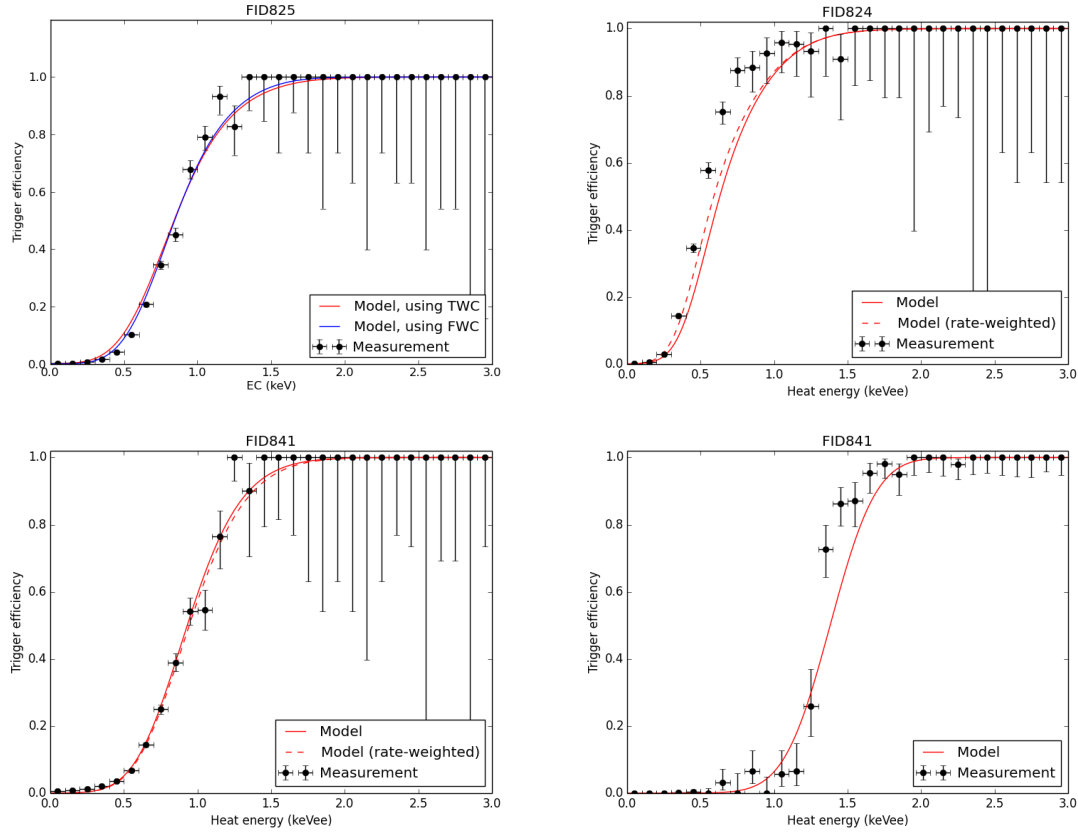 FID825
1.0
0.8
0.6
0.4
0.2
0.0
Trigger efficiency
Model, using TWC
Model, using FWC
Measurement
0.0 0.5 1.0 1.5 2.0 2.5 3.0
EC (keV)
FID824
1.0
0.8
0.6
0.4
0.2
0.0
Trigger efficiency
Model
Model (rate-weighted)
Measurement
0.0 0.5 1.0 1.5 2.0 2.5 3.0
Heat energy (keVee)
FID841
1.0
0.8
0.6
0.4
0.2
0.0
Trigger efficiency
Model
Model (rate-weighted)
Measurement
0.0 0.5 1.0 1.5 2.0 2.5 3.0
Heat energy (keVee)
FID841
1.0
0.8
0.6
0.4
0.2
0.0
Trigger efficiency
Model
Measurement
0.0 0.5 1.0 1.5 2.0 2.5 3.0
Heat energy (keVee)